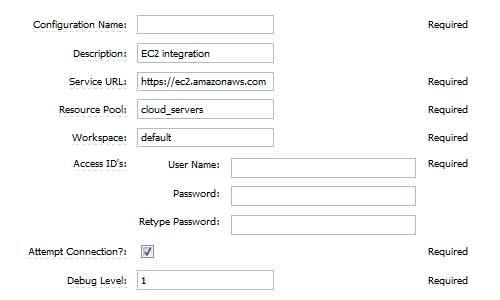 Configuration Name: Required
Description: EC2 integration
Service URL: https://ec2.amazonaws.com Required
Resource Pool: cloud_servers Required
Workspace: default Required
Access ID's: User Name: Required
Password:
Retype Password:
Attempt Connection?: Required
Debug Level: 1 Required